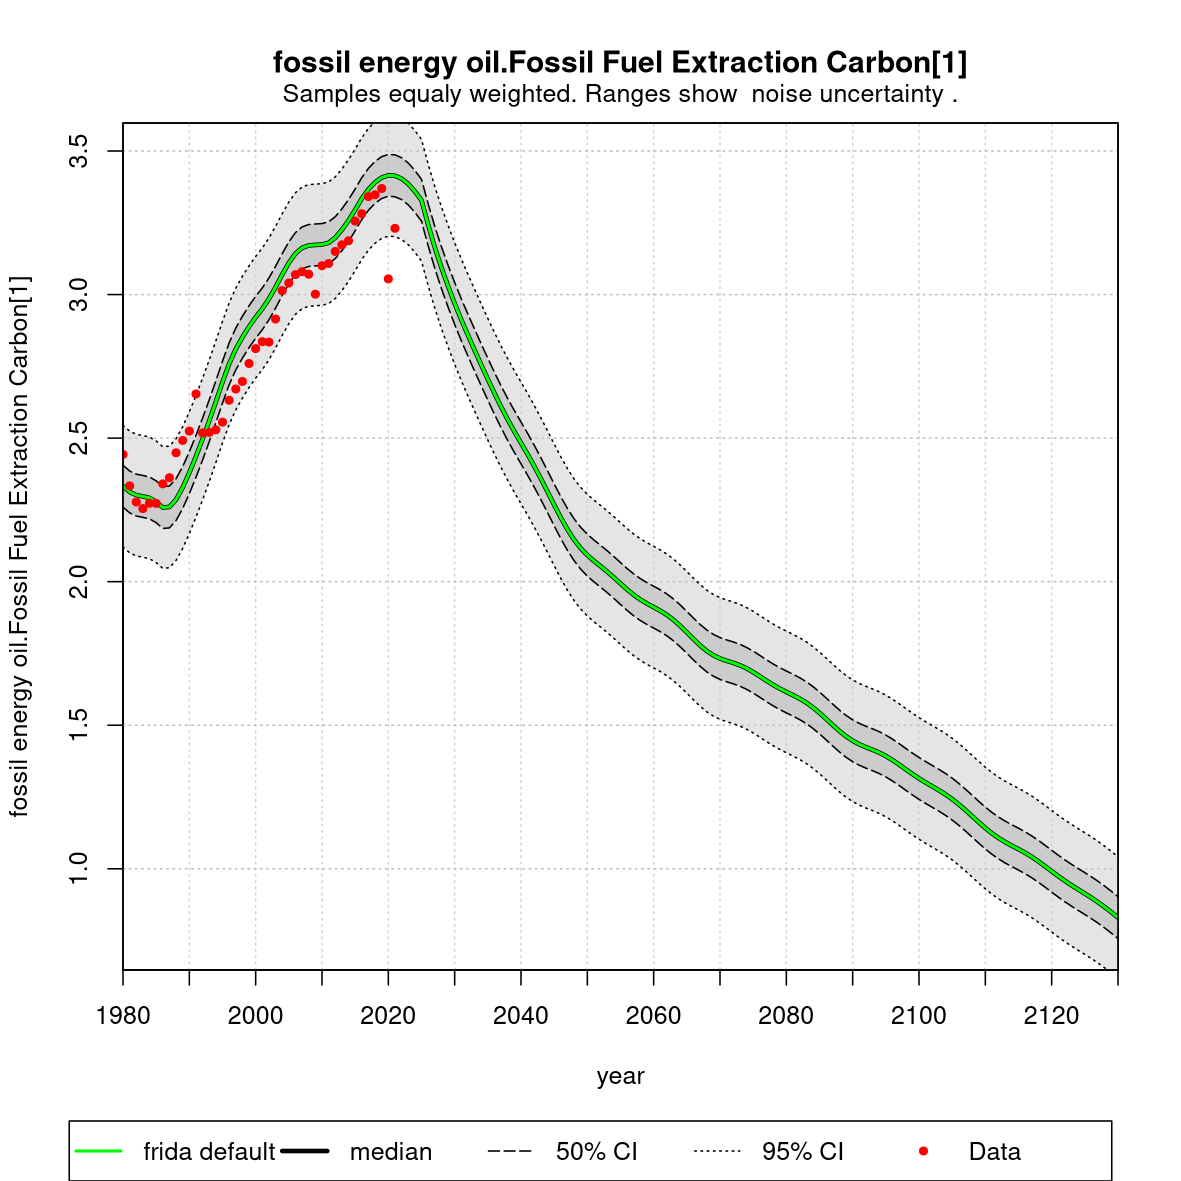 fossil energy oil.Fossil Fuel Extraction Carbon[1]
Samples equaly weighted. Ranges show  noise uncertainty .
fossil energy oil.Fossil Fuel Extraction Carbon[1]
3.5
3.0
2.5
2.0
1.5
1.0
1980 2000 2020 2040 2060 2080 2100 2120
year
frida default median 50% CI 95% CI Data